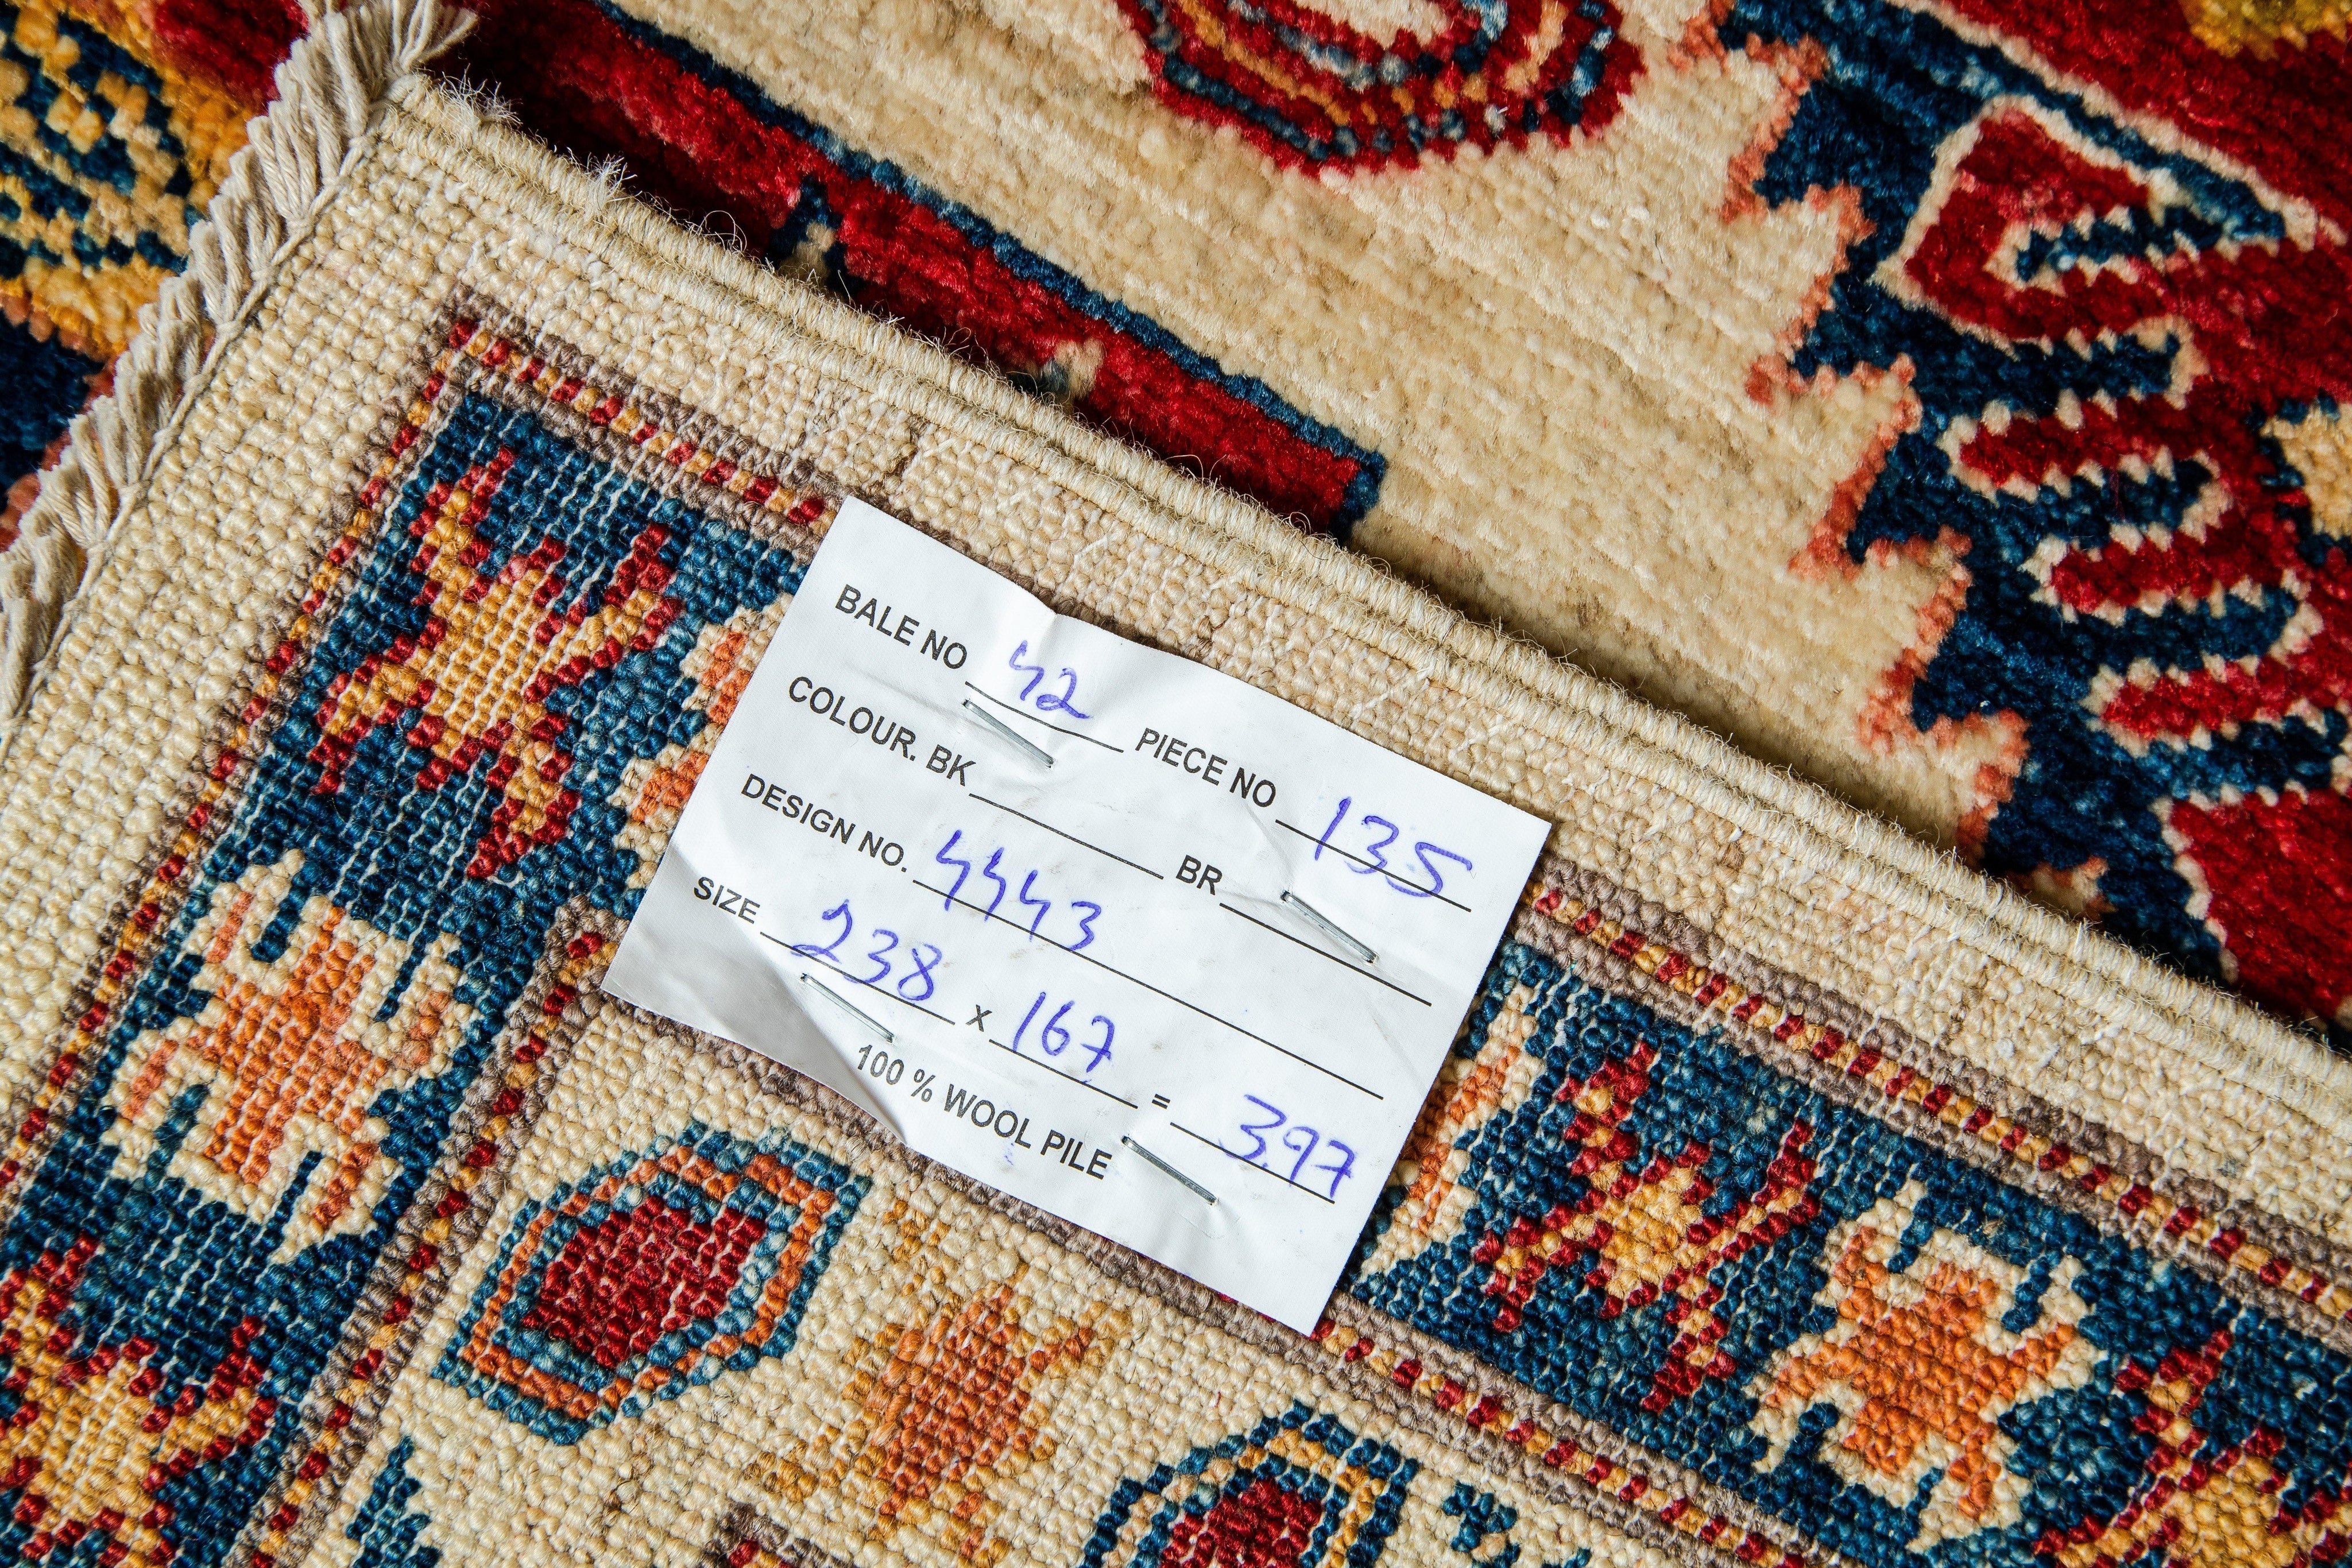 BALE NO 42 PIECE NO 135
COLOUR. BK BR
DESIGN NO. 4443
SIZE 238 x 167 = 3.97
100 % WOOL PILE